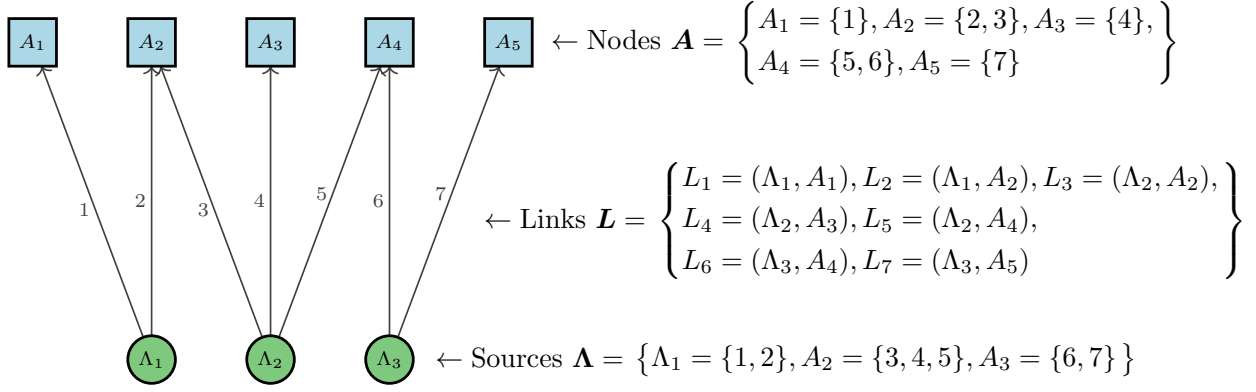 A₁ A₂ A₃ A₄ A₅ ← Nodes A = { A₁ = {1}, A₂ = {2, 3}, A₃ = {4},
A₄ = {5, 6}, A₅ = {7} }
1 2 3 4 5 6 7
← Links L = { L₁ = (Λ₁, A₁), L₂ = (Λ₁, A₂), L₃ = (Λ₂, A₂),
L₄ = (Λ₂, A₃), L₅ = (Λ₂, A₄),
L₆ = (Λ₃, A₄), L₇ = (Λ₃, A₅) }
Λ₁ Λ₂ Λ₃ ← Sources Λ = { Λ₁ = {1, 2}, A₂ = {3, 4, 5}, A₃ = {6, 7} }